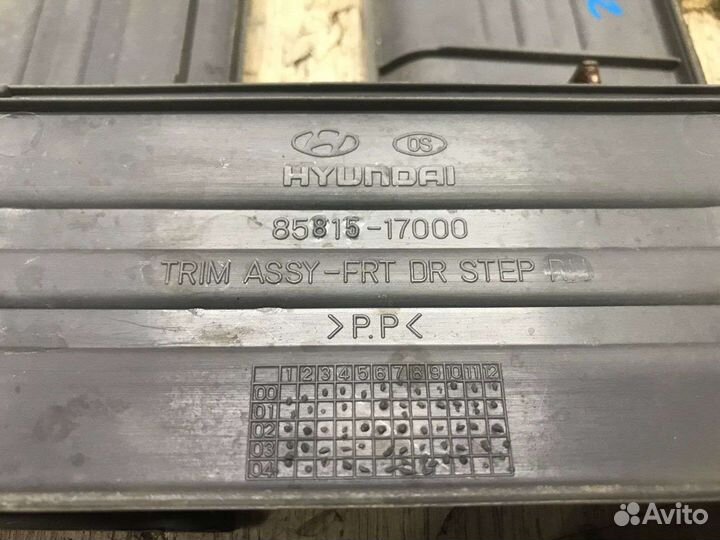 OS
HYUNDAI
85815-17000
TRIM ASSY-FRT DR STEP
>P.P<
1 2 3 4 5 6 7 8 9 10 11 12
00
01
02
03
04
Avito